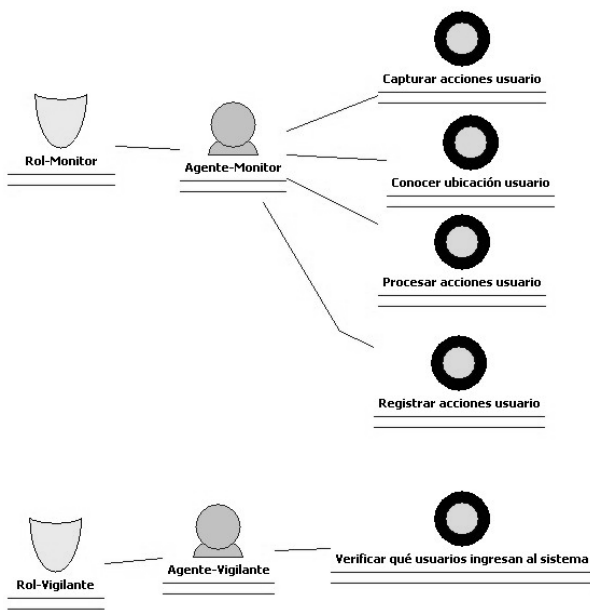 Capturar acciones usuario
Rol-Monitor
Agente-Monitor
Conocer ubicación usuario
Procesar acciones usuario
Registrar acciones usuario
Rol-Vigilante
Agente-Vigilante
Verificar qué usuarios ingresan al sistema